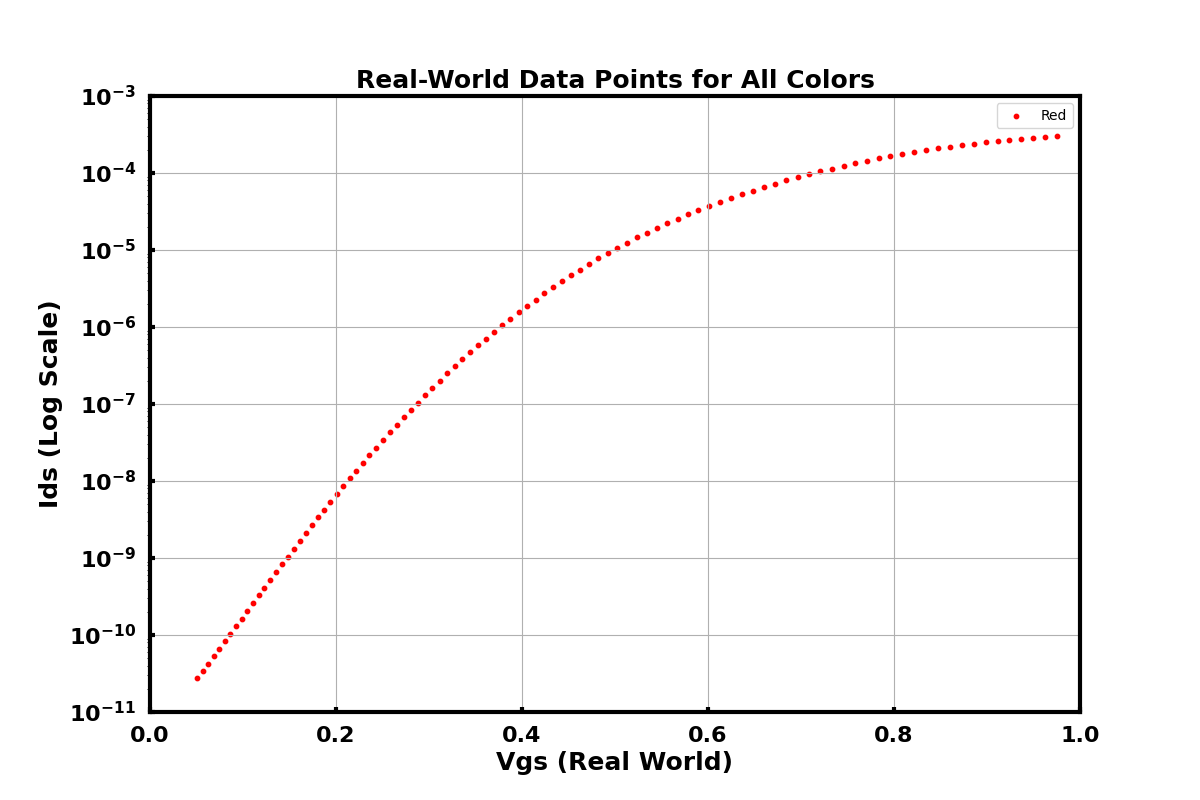 Real-World Data Points for All Colors
Red
10⁻³
10⁻⁴
10⁻⁵
10⁻⁶
10⁻⁷
10⁻⁸
10⁻⁹
10⁻¹⁰
10⁻¹¹
Ids (Log Scale)
0.0 0.2 0.4 0.6 0.8 1.0
Vgs (Real World)